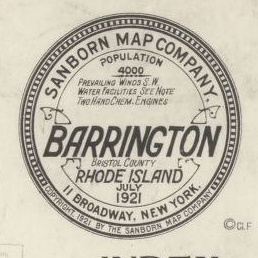 SANBORN MAP COMPANY.
POPULATION
4000
PREVAILING WINDS S.W.
WATER FACILITIES SEE NOTE
TWO HAND CHEM. ENGINES
BARRINGTON
BRISTOL COUNTY
RHODE ISLAND
JULY
1921
11 BROADWAY, NEW YORK.
COPYRIGHT, 1921 BY THE SANBORN MAP COMPANY
©G.F.
INDEX